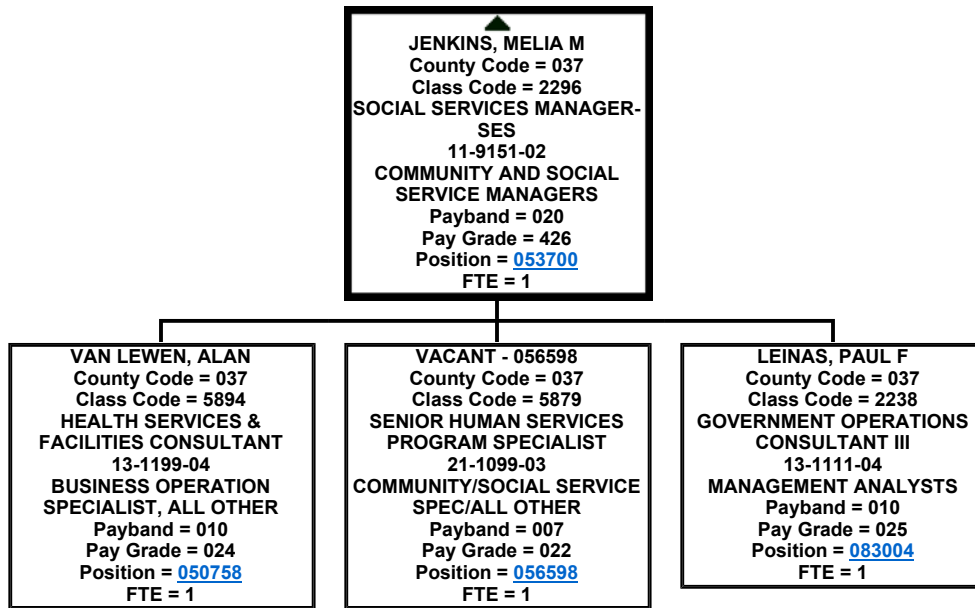 JENKINS, MELIA M
County Code = 037
Class Code = 2296
SOCIAL SERVICES MANAGER-
SES
11-9151-02
COMMUNITY AND SOCIAL
SERVICE MANAGERS
Payband = 020
Pay Grade = 426
Position = 053700
FTE = 1
VAN LEWEN, ALAN
County Code = 037
Class Code = 5894
HEALTH SERVICES &
FACILITIES CONSULTANT
13-1199-04
BUSINESS OPERATION
SPECIALIST, ALL OTHER
Payband = 010
Pay Grade = 024
Position = 050758
FTE = 1
VACANT - 056598
County Code = 037
Class Code = 5879
SENIOR HUMAN SERVICES
PROGRAM SPECIALIST
21-1099-03
COMMUNITY/SOCIAL SERVICE
SPEC/ALL OTHER
Payband = 007
Pay Grade = 022
Position = 056598
FTE = 1
LEINAS, PAUL F
County Code = 037
Class Code = 2238
GOVERNMENT OPERATIONS
CONSULTANT III
13-1111-04
MANAGEMENT ANALYSTS
Payband = 010
Pay Grade = 025
Position = 083004
FTE = 1